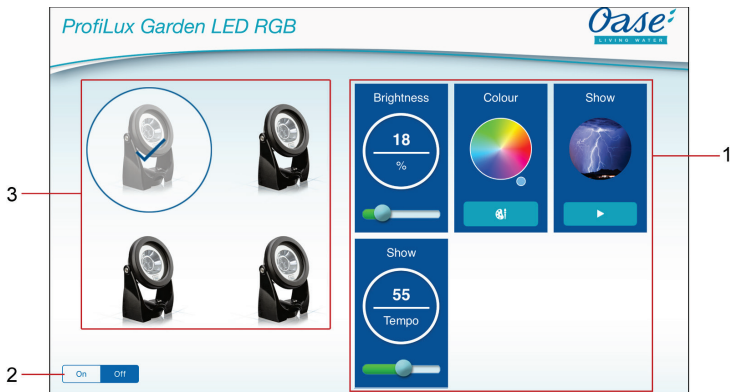 ProfiLux Garden LED RGB
Oase
LIVING WATER
Brightness
18
%
Colour
Show
Show
55
Tempo
On Off
1
2
3